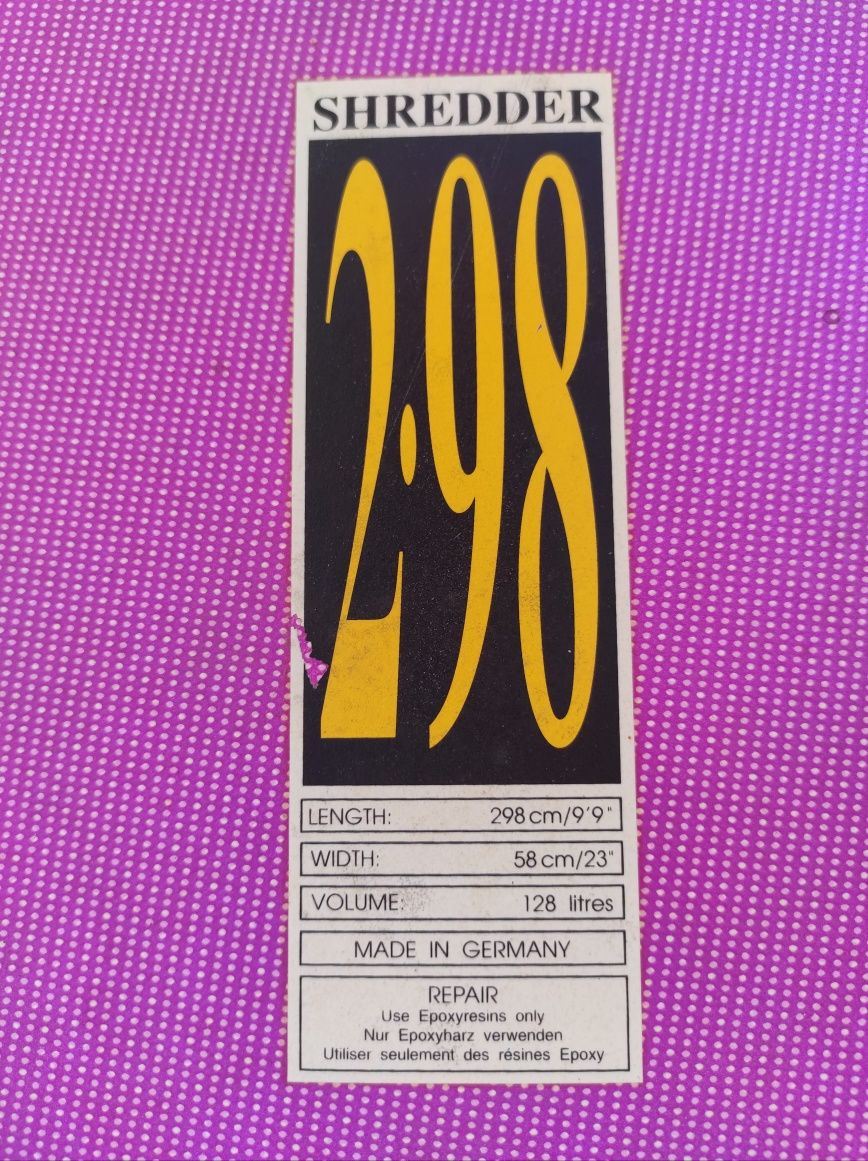 SHREDDER
2.98
LENGTH: 298 cm/9'9"
WIDTH: 58 cm/23"
VOLUME: 128 litres
MADE IN GERMANY
REPAIR
Use Epoxyresins only
Nur Epoxyharz verwenden
Utiliser seulement des résines Epoxy